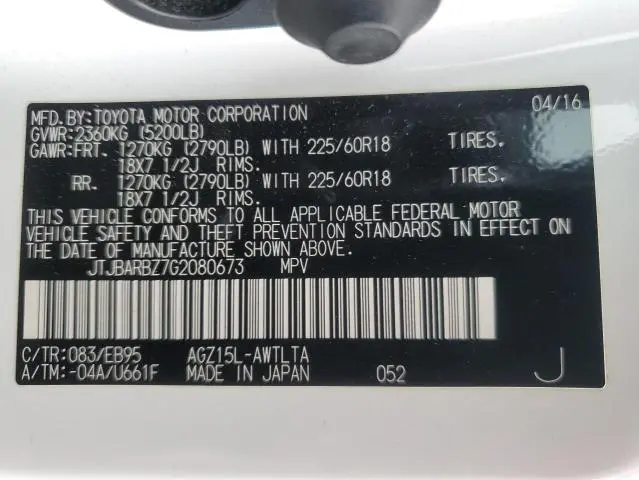 MFD.BY:TOYOTA MOTOR CORPORATION 04/16
GVWR:2360KG (5200LB)
GAWR:FRT. 1270KG (2790LB) WITH 225/60R18 TIRES.
18X7 1/2J RIMS.
RR. 1270KG (2790LB) WITH 225/60R18 TIRES.
18X7 1/2J RIMS.
THIS VEHICLE CONFORMS TO ALL APPLICABLE FEDERAL MOTOR
VEHICLE SAFETY AND THEFT PREVENTION STANDARDS IN EFFECT ON
THE DATE OF MANUFACTURE SHOWN ABOVE.
JTJBARBZ7G2080673 MPV
C/TR:083/EB95 AGZ15L-AWTLTA
A/TM:-04A/U661F MADE IN JAPAN 052 J